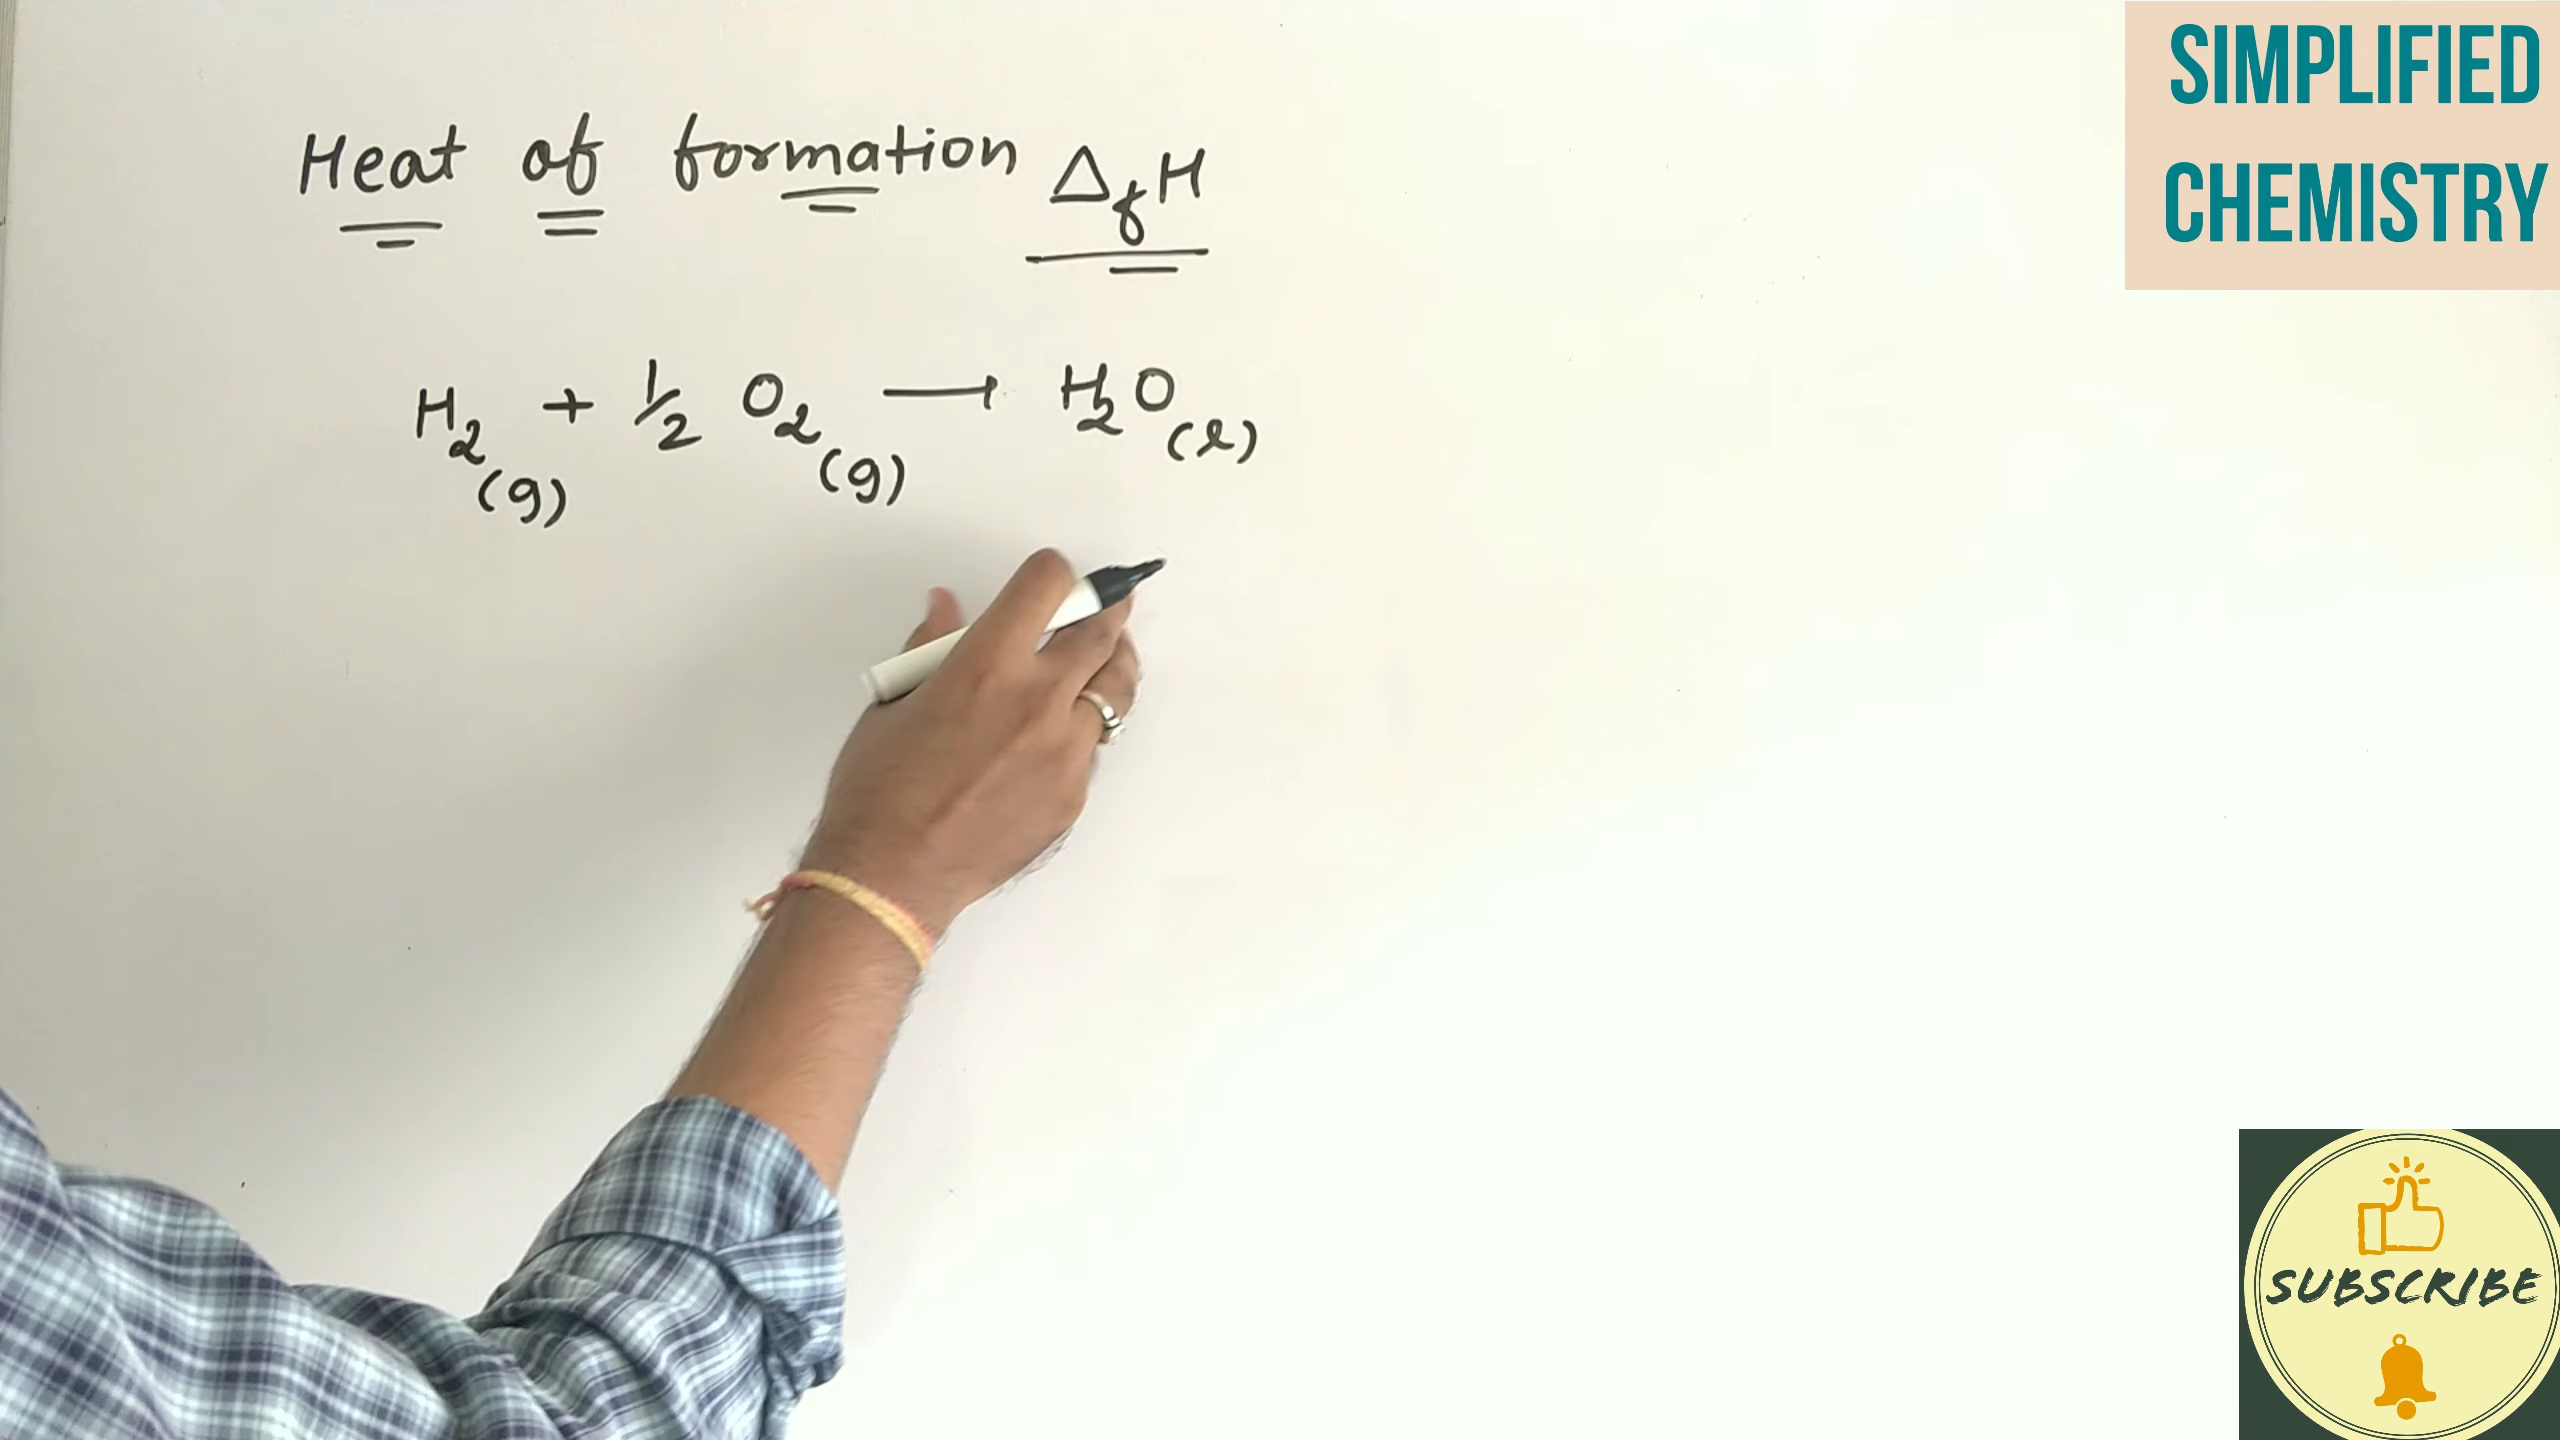 Heat of formation ΔfH
H2(g) + 1/2 O2(g) → H2O(l)
SIMPLIFIED
CHEMISTRY
SUBSCRIBE